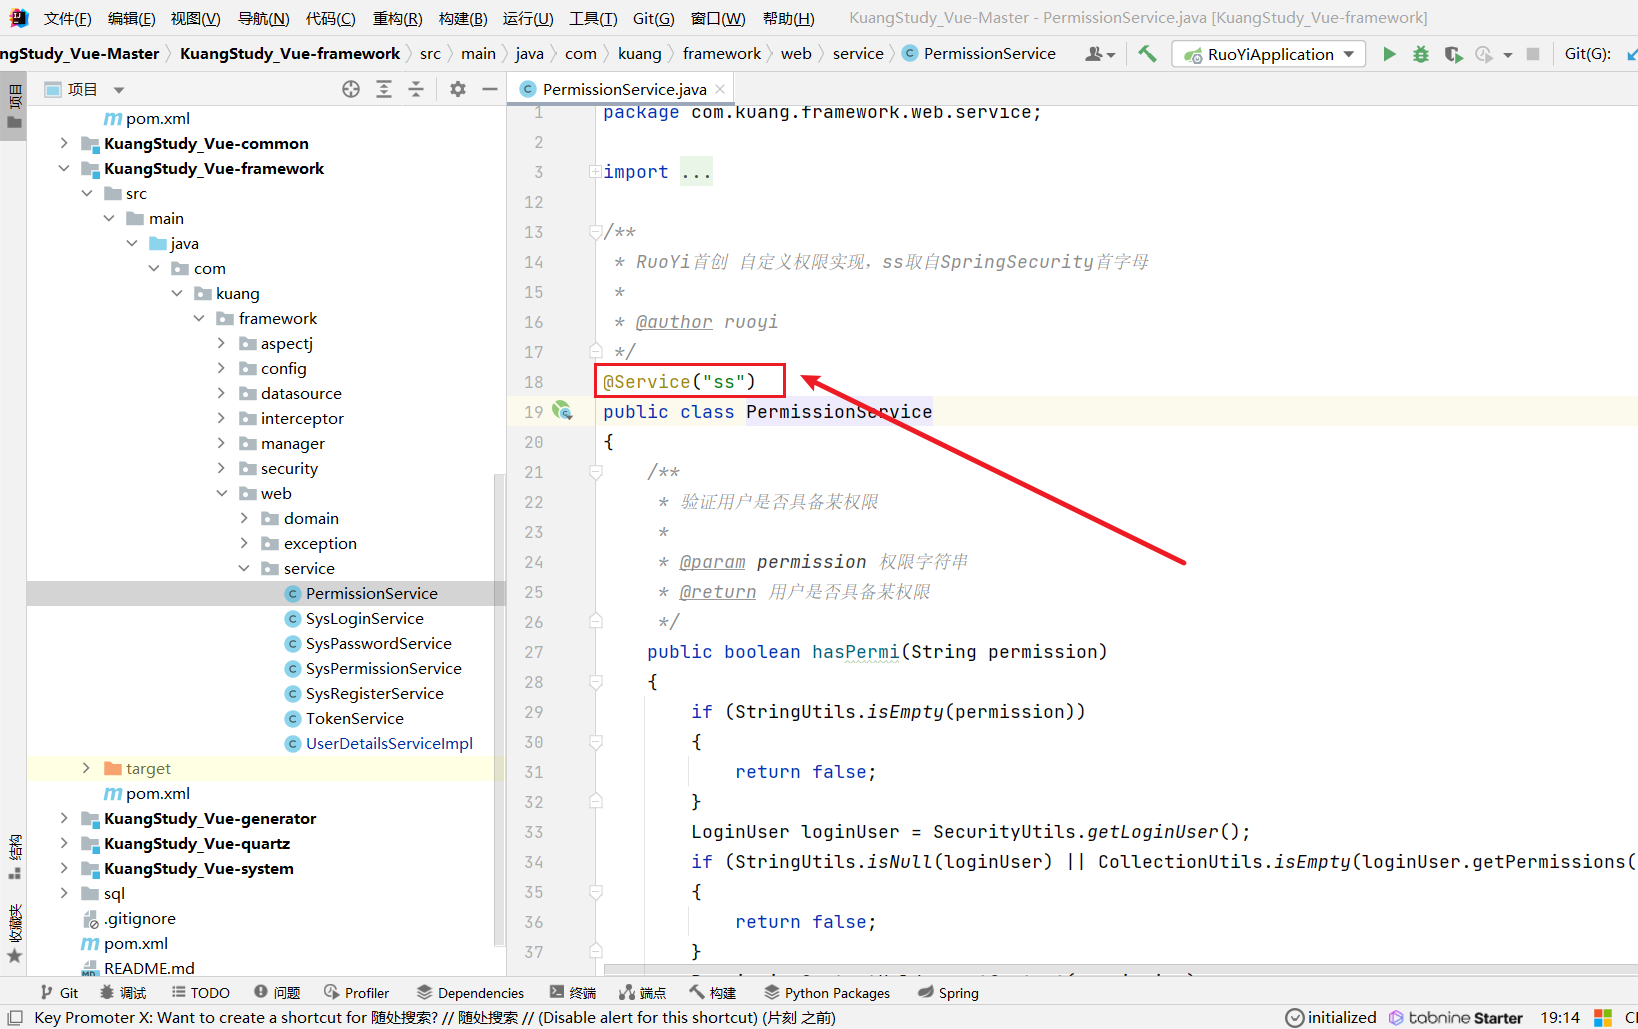 文件(F) 编辑(E) 视图(V) 导航(N) 代码(C) 重构(R) 构建(B) 运行(U) 工具(T) Git(G) 窗口(W) 帮助(H) KuangStudy_Vue-Master - PermissionService.java [KuangStudy_Vue-framework]
ngStudy_Vue-Master KuangStudy_Vue-framework src main java com kuang framework web service PermissionService RuoYiApplication Git(G):
项目
项目
PermissionService.java
pom.xml
KuangStudy_Vue-common
KuangStudy_Vue-framework
src
main
java
com
kuang
framework
aspectj
config
datasource
interceptor
manager
security
web
domain
exception
service
PermissionService
SysLoginService
SysPasswordService
SysPermissionService
SysRegisterService
TokenService
UserDetailsServiceImpl
target
pom.xml
KuangStudy_Vue-generator
KuangStudy_Vue-quartz
KuangStudy_Vue-system
sql
.gitignore
pom.xml
README.md
结构
收藏夹
1 package com.kuang.framework.web.service;
2
3 import ...
12
13 /**
14 * RuoYi首创 自定义权限实现，ss取自SpringSecurity首字母
15 *
16 * @author ruoyi
17 */
18 @Service("ss")
19 public class PermissionService
20 {
21 /**
22 * 验证用户是否具备某权限
23 *
24 * @param permission 权限字符串
25 * @return 用户是否具备某权限
26 */
27 public boolean hasPermi(String permission)
28 {
29 if (StringUtils.isEmpty(permission))
30 {
31 return false;
32 }
33 LoginUser loginUser = SecurityUtils.getLoginUser();
34 if (StringUtils.isNull(loginUser) || CollectionUtils.isEmpty(loginUser.getPermissions(
35 {
36 return false;
37 }
Git 调试 TODO 问题 Profiler Dependencies 终端 端点 构建 Python Packages Spring
Key Promoter X: Want to create a shortcut for 随处搜索? // 随处搜索 // (Disable alert for this shortcut) (片刻 之前) initialized tabnine Starter 19:14